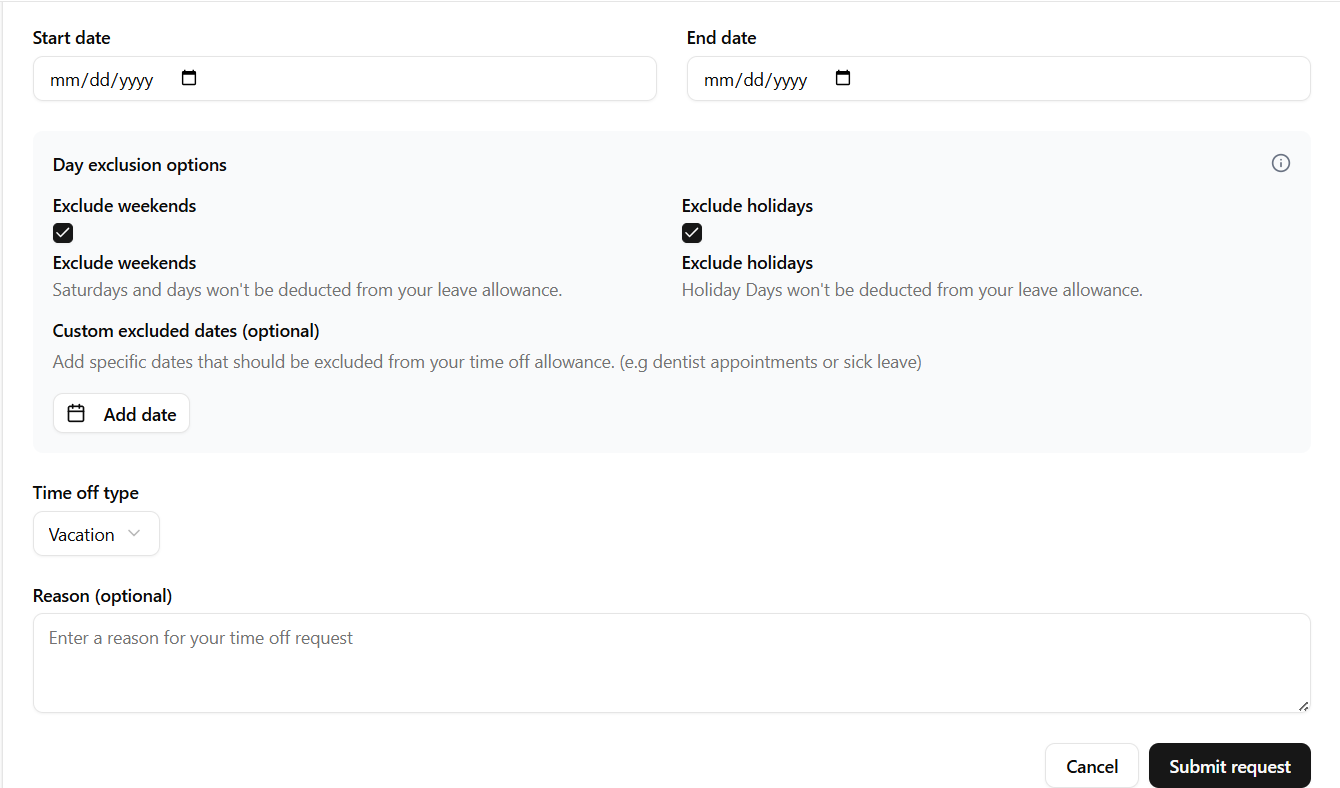 Start date
End date
mm/dd/yyyy
mm/dd/yyyy
Day exclusion options
Exclude weekends
Exclude holidays
Exclude weekends
Exclude holidays
Saturdays and days won't be deducted from your leave allowance.
Holiday Days won't be deducted from your leave allowance.
Custom excluded dates (optional)
Add specific dates that should be excluded from your time off allowance. (e.g dentist appointments or sick leave)
Add date
Time off type
Vacation
Reason (optional)
Enter a reason for your time off request
Cancel
Submit request